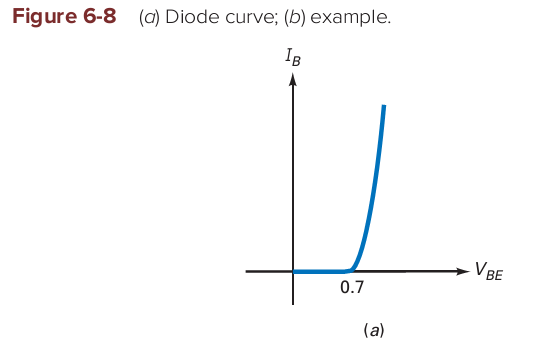 Figure 6-8 (a) Diode curve; (b) example.
I_B
V_BE
0.7
(a)